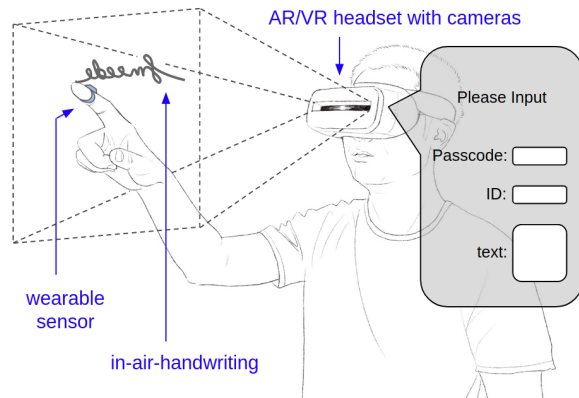 AR/VR headset with cameras
Please Input
Passcode:
ID:
text:
wearable
sensor
in-air-handwriting